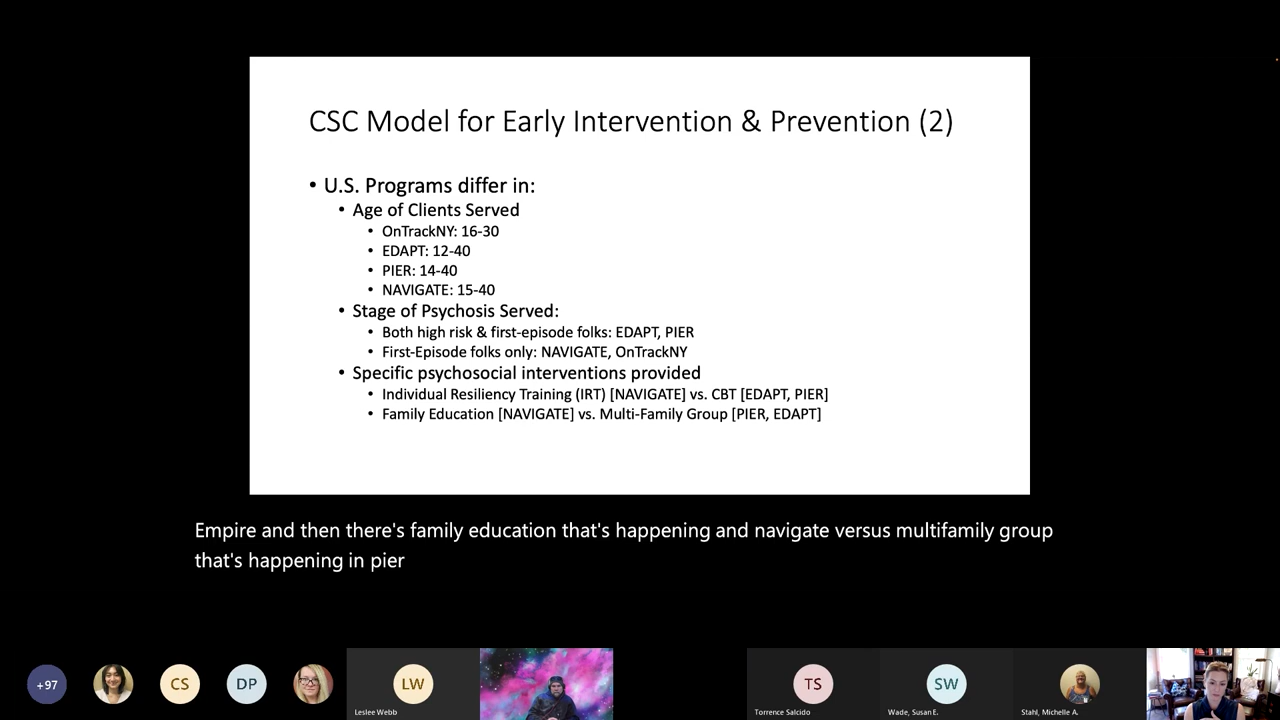 CSC Model for Early Intervention & Prevention (2)
• U.S. Programs differ in:
• Age of Clients Served
• OnTrackNY: 16-30
• EDAPT: 12-40
• PIER: 14-40
• NAVIGATE: 15-40
• Stage of Psychosis Served:
• Both high risk & first-episode folks: EDAPT, PIER
• First-Episode folks only: NAVIGATE, OnTrackNY
• Specific psychosocial interventions provided
• Individual Resiliency Training (IRT) [NAVIGATE] vs. CBT [EDAPT, PIER]
• Family Education [NAVIGATE] vs. Multi-Family Group [PIER, EDAPT]
Empire and then there's family education that's happening and navigate versus multifamily group
that's happening in pier
+97
CS
DP
LW
TS
SW
Leslee Webb
Torrence Salcido
Wade, Susan E.
Stahl, Michelle A.